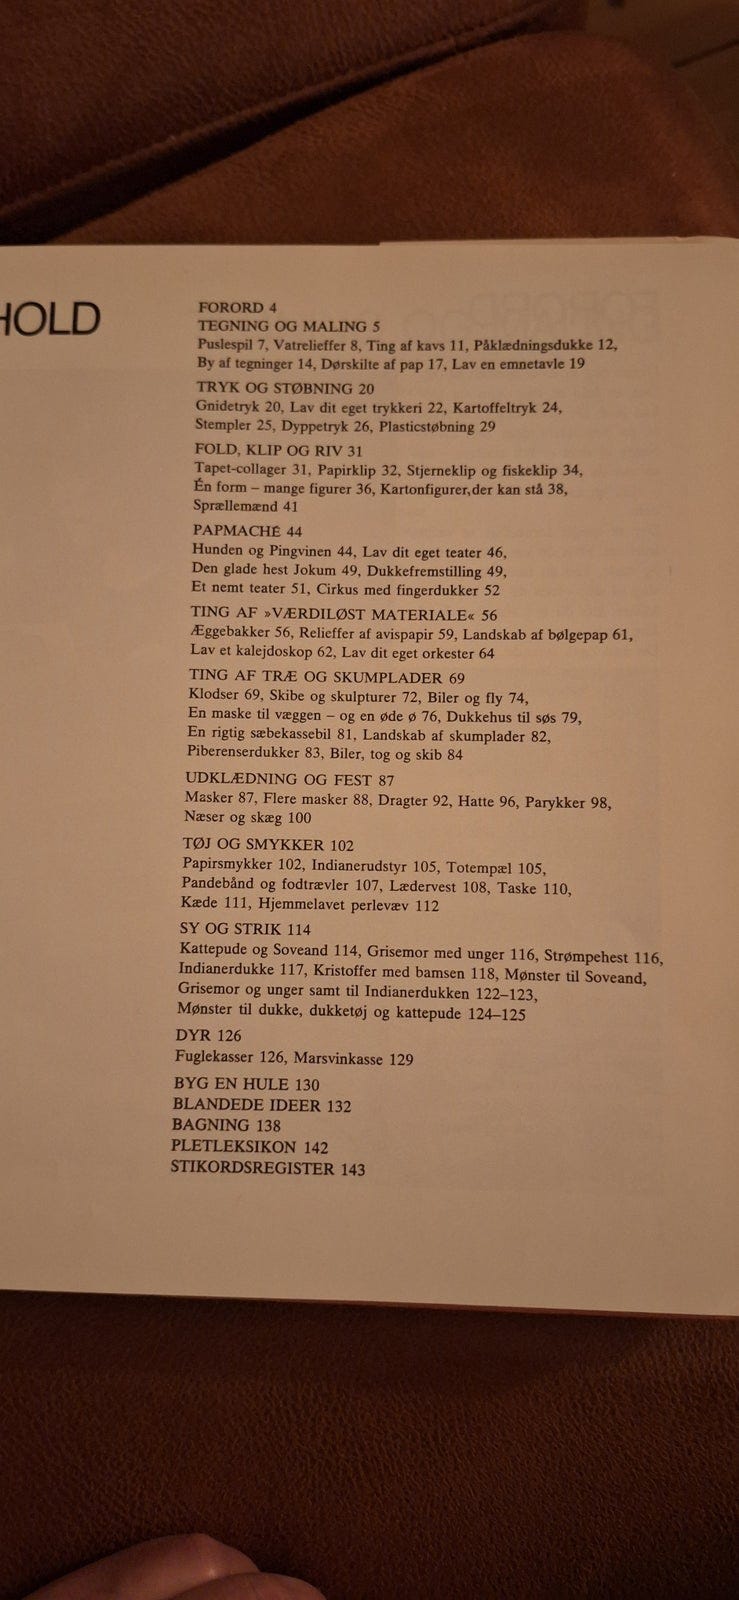 HOLD
FORORD 4
TEGNING OG MALING 5
Puslespil 7, Vatrelieffer 8, Ting af kavs 11, Påklædningsdukke 12,
By af tegninger 14, Dørskilte af pap 17, Lav en emnetavle 19
TRYK OG STØBNING 20
Gnidetryk 20, Lav dit eget trykkeri 22, Kartoffeltryk 24,
Stempler 25, Dyppetryk 26, Plasticstøbning 29
FOLD, KLIP OG RIV 31
Tapet-collager 31, Papirklip 32, Stjerneklip og fiskeklip 34,
Én form – mange figurer 36, Kartonfigurer, der kan stå 38,
Sprællemænd 41
PAPMACHÉ 44
Hunden og Pingvinen 44, Lav dit eget teater 46,
Den glade hest Jokum 49, Dukkefremstilling 49,
Et nemt teater 51, Cirkus med fingerdukker 52
TING AF »VÆRDILØST MATERIALE« 56
Æggebakker 56, Relieffer af avispapir 59, Landskab af bølgepap 61,
Lav et kalejdoskop 62, Lav dit eget orkester 64
TING AF TRÆ OG SKUMPLADER 69
Klodser 69, Skibe og skulpturer 72, Biler og fly 74,
En maske til væggen – og en øde ø 76, Dukkehus til søs 79,
En rigtig sæbekassebil 81, Landskab af skumplader 82,
Piberenserdukker 83, Biler, tog og skib 84
UDKLÆDNING OG FEST 87
Masker 87, Flere masker 88, Dragter 92, Hatte 96, Parykker 98,
Næser og skæg 100
TØJ OG SMYKKER 102
Papirsmykker 102, Indianerudstyr 105, Totempæl 105,
Pandebånd og fodtrævler 107, Lædervest 108, Taske 110,
Kæde 111, Hjemmelavet perlevæv 112
SY OG STRIK 114
Kattepude og Soveand 114, Grisemor med unger 116, Strømpehest 116,
Indianerdukke 117, Kristoffer med bamsen 118, Mønster til Soveand,
Grisemor og unger samt til Indianerdukken 122–123,
Mønster til dukke, dukketøj og kattepude 124–125
DYR 126
Fuglekasser 126, Marsvinkasse 129
BYG EN HULE 130
BLANDEDE IDEER 132
BAGNING 138
PLETLEKSIKON 142
STIKORDSREGISTER 143